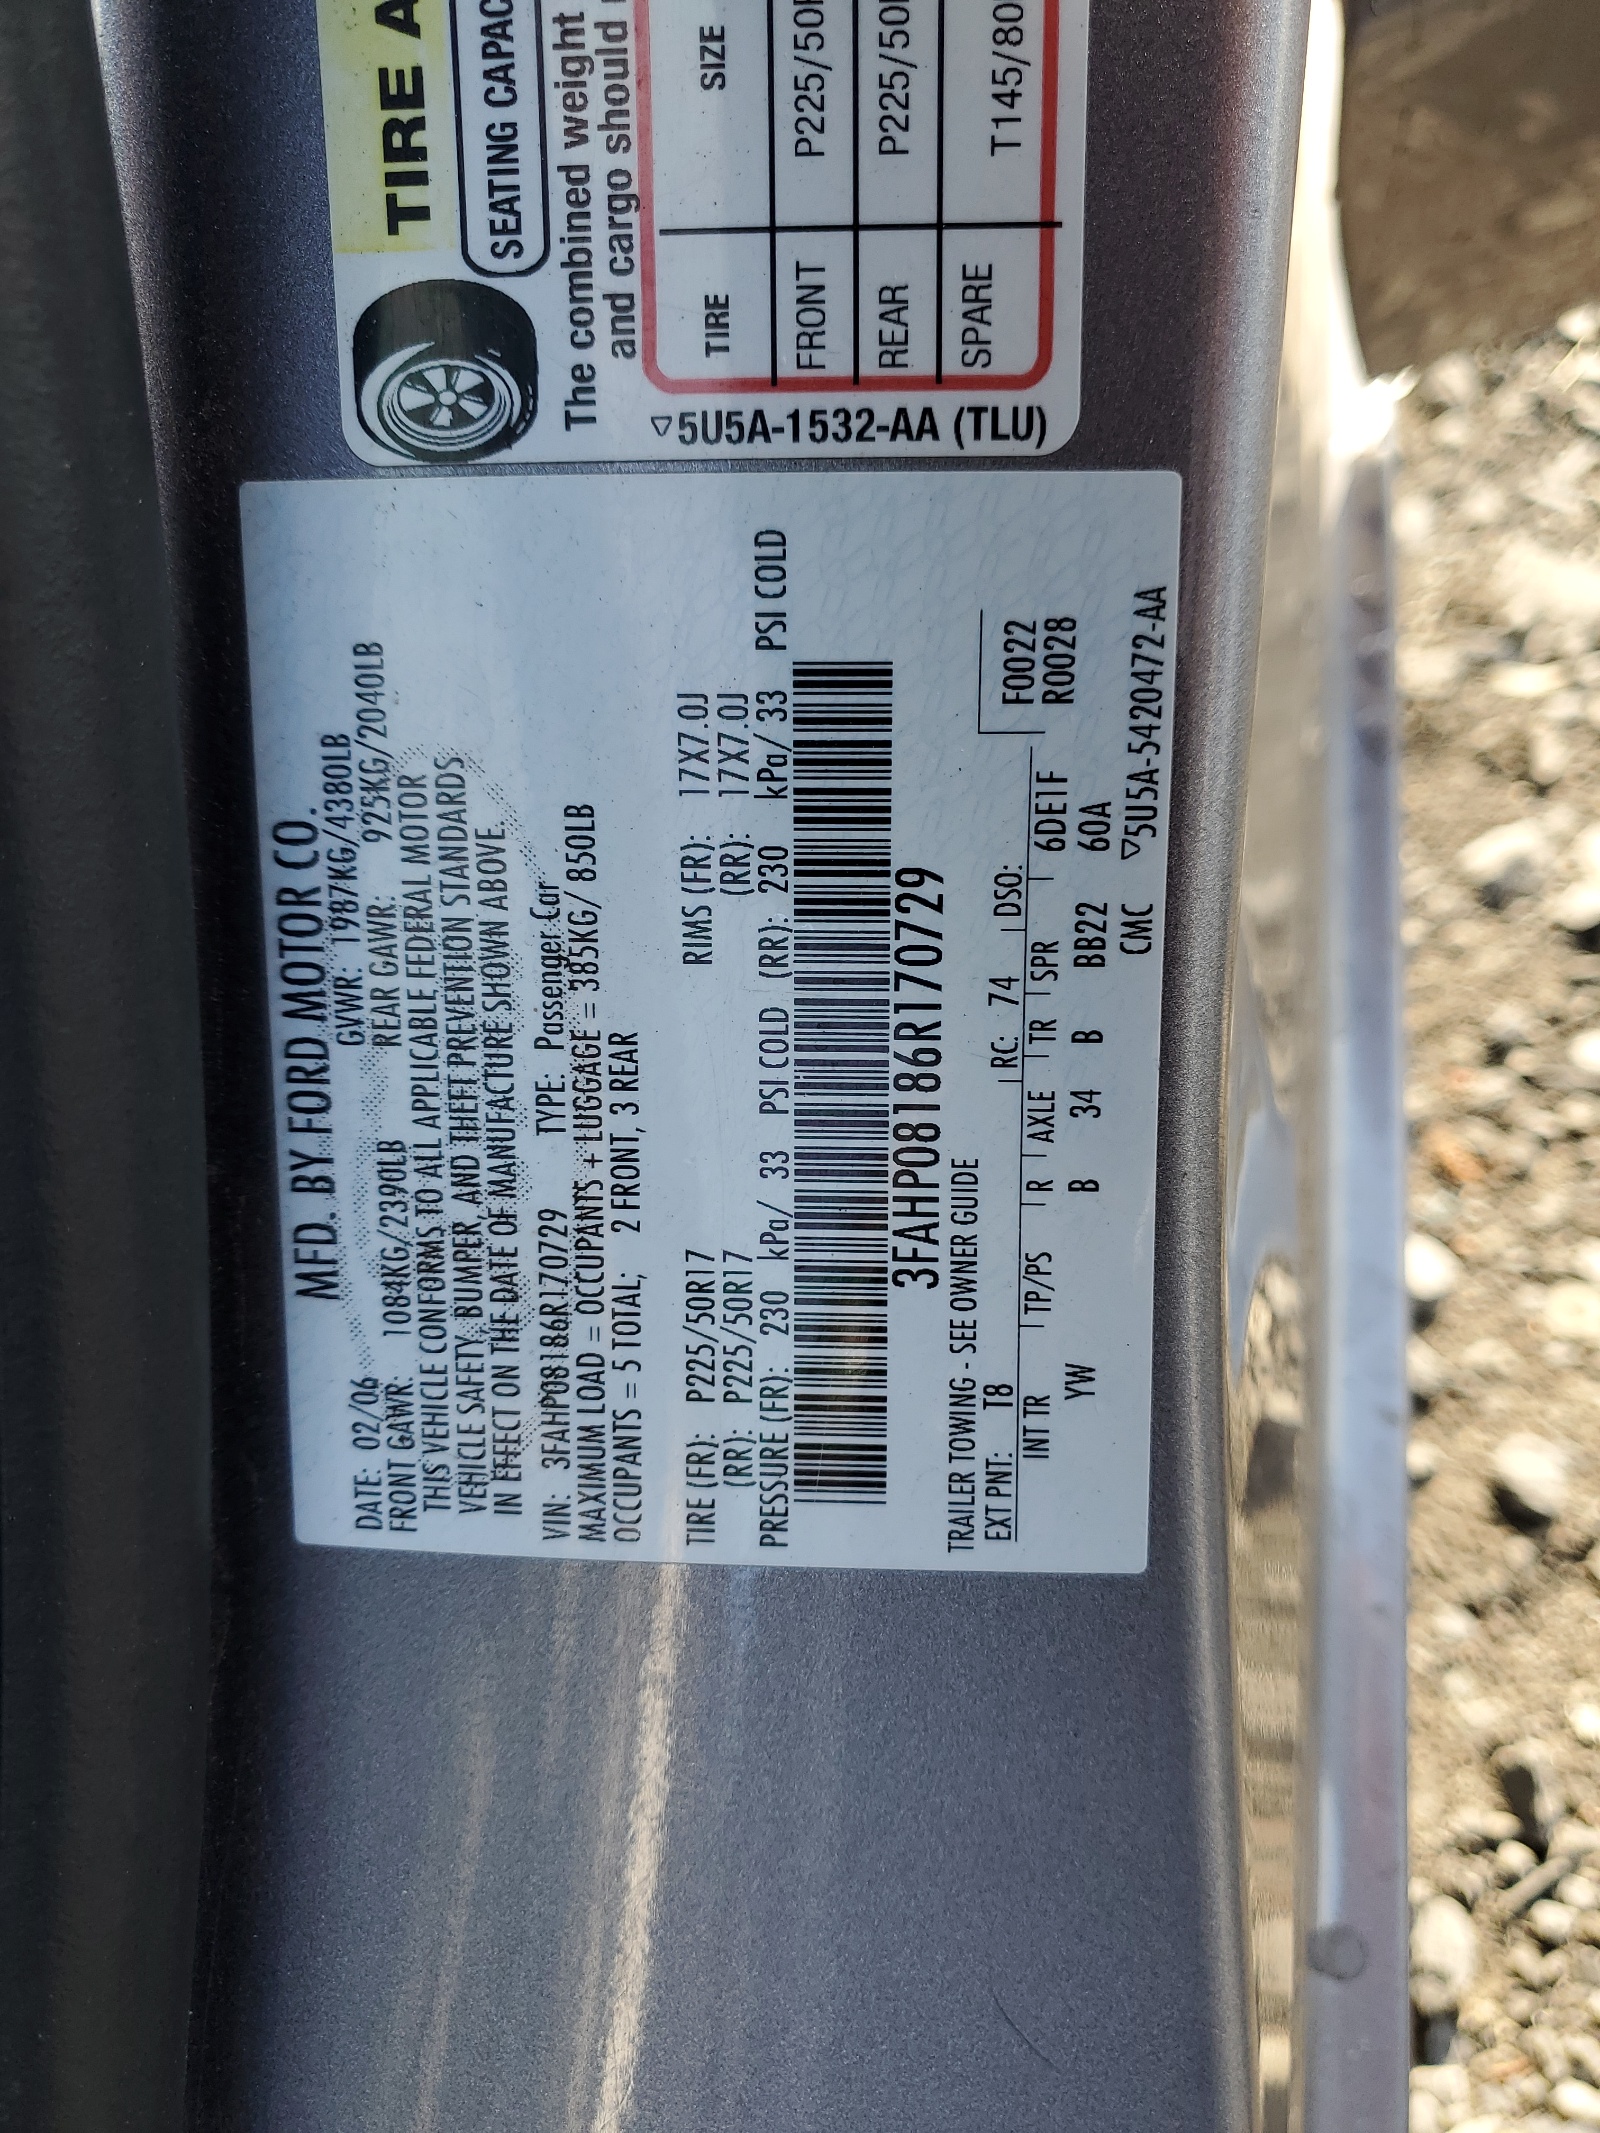 MFD. BY FORD MOTOR CO.
DATE: 02/06 GVWR: 1987KG/4380LB
FRONT GAWR: 1084KG/2390LB REAR GAWR: 925KG/2040LB
THIS VEHICLE CONFORMS TO ALL APPLICABLE FEDERAL MOTOR
VEHICLE SAFETY, BUMPER, AND THEFT PREVENTION STANDARDS
IN EFFECT ON THE DATE OF MANUFACTURE SHOWN ABOVE.
VIN: 3FAHP08186R170729 TYPE: Passenger Car
MAXIMUM LOAD = OCCUPANTS + LUGGAGE = 385KG/ 850LB
OCCUPANTS = 5 TOTAL; 2 FRONT, 3 REAR
TIRE (FR): P225/50R17 RIMS (FR): 17X7.0J
(RR): P225/50R17 (RR): 17X7.0J
PRESSURE (FR): 230 kPa/ 33 PSI COLD (RR): 230 kPa/ 33 PSI COLD
3FAHP08186R170729
TRAILER TOWING - SEE OWNER GUIDE
EXT PNT: T8 RC: 74 DSO: F0022
INT TR TP/PS R AXLE TR SPR 6DE1F R0028
YW B 34 B BB22 60A
CMC ▽5U5A-5420472-AA
TIRE A
SEATING CAPAC
The combined weight
and cargo should
TIRE SIZE
FRONT P225/50
REAR P225/50
SPARE T145/80
▽5U5A-1532-AA (TLU)